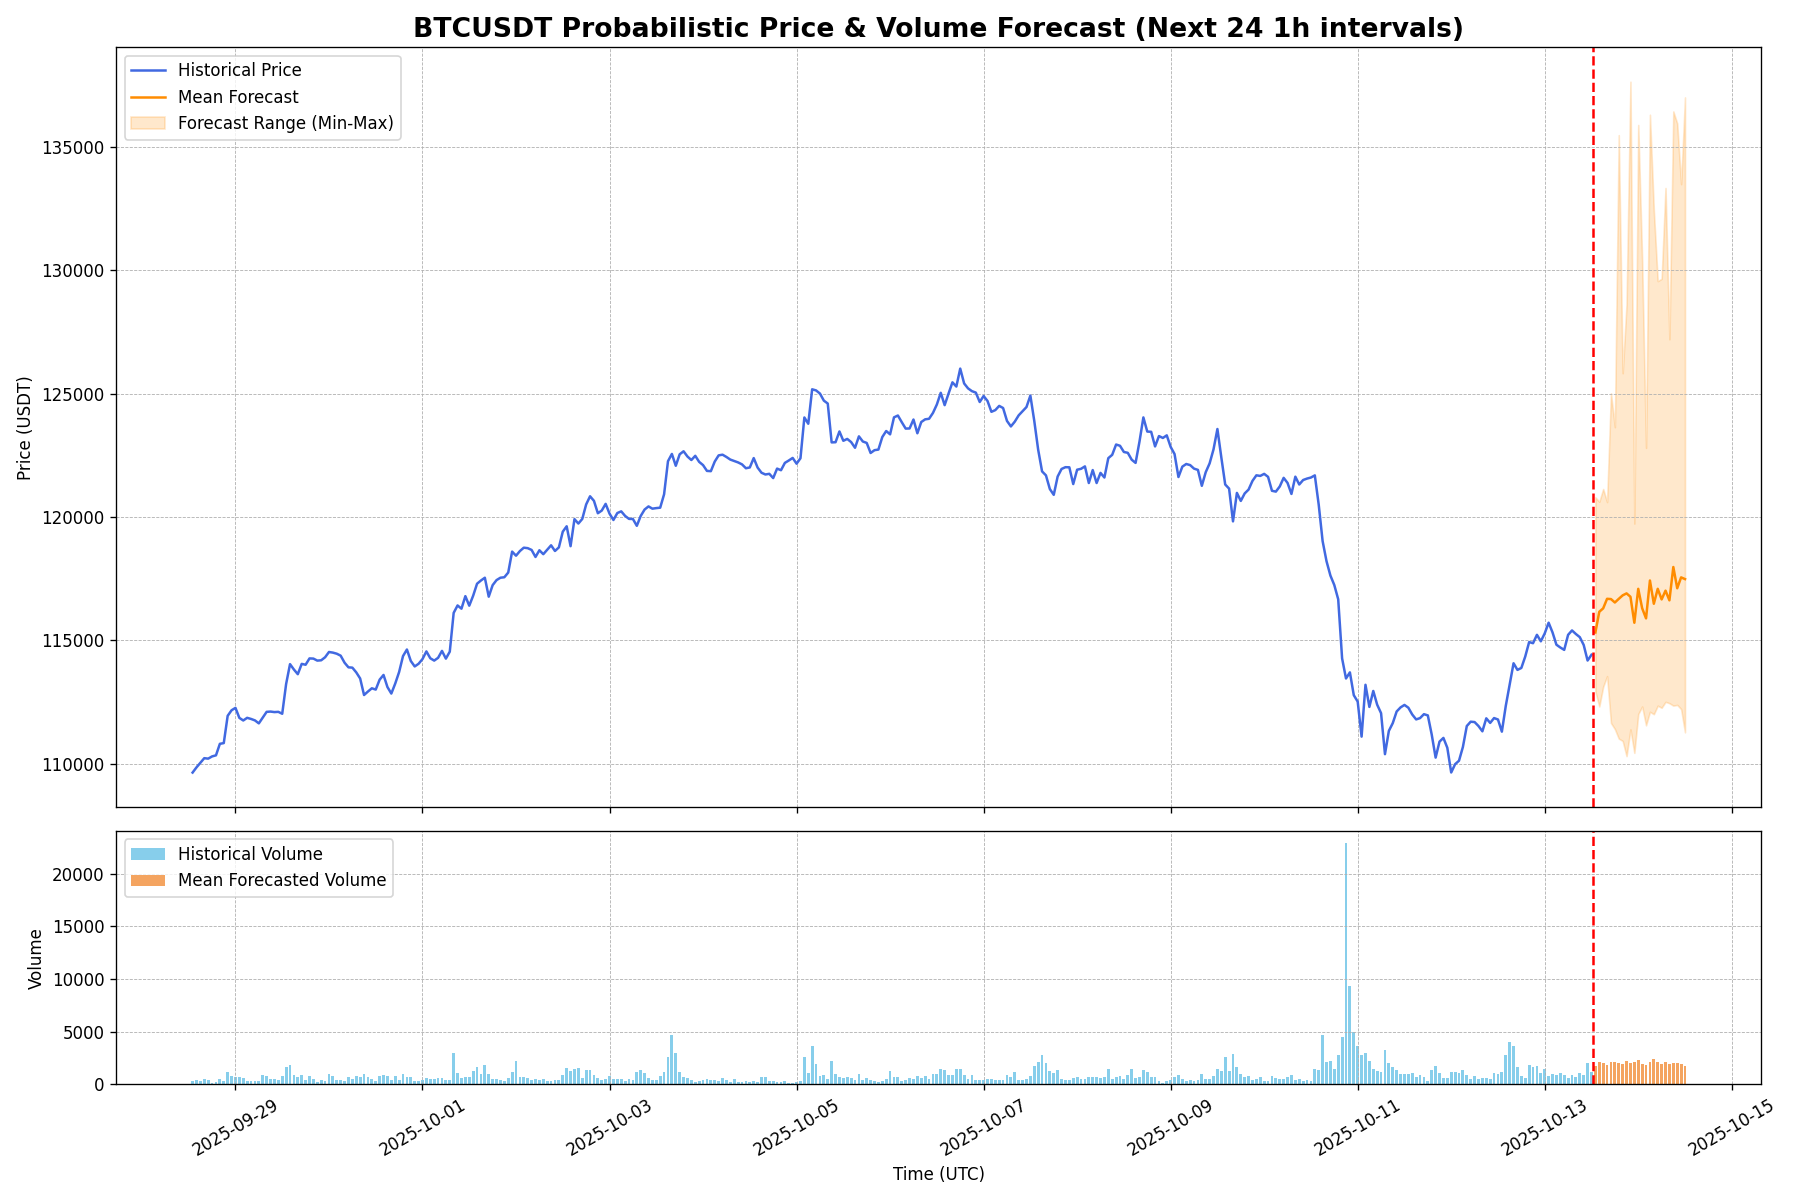 BTCUSDT Probabilistic Price & Volume Forecast (Next 24 1h intervals)
Historical Price
Mean Forecast
Forecast Range (Min-Max)
Price (USDT)
135000
130000
125000
120000
115000
110000
Historical Volume
Mean Forecasted Volume
Volume
20000
15000
10000
5000
0
2025-09-29
2025-10-01
2025-10-03
2025-10-05
2025-10-07
2025-10-09
2025-10-11
2025-10-13
2025-10-15
Time (UTC)